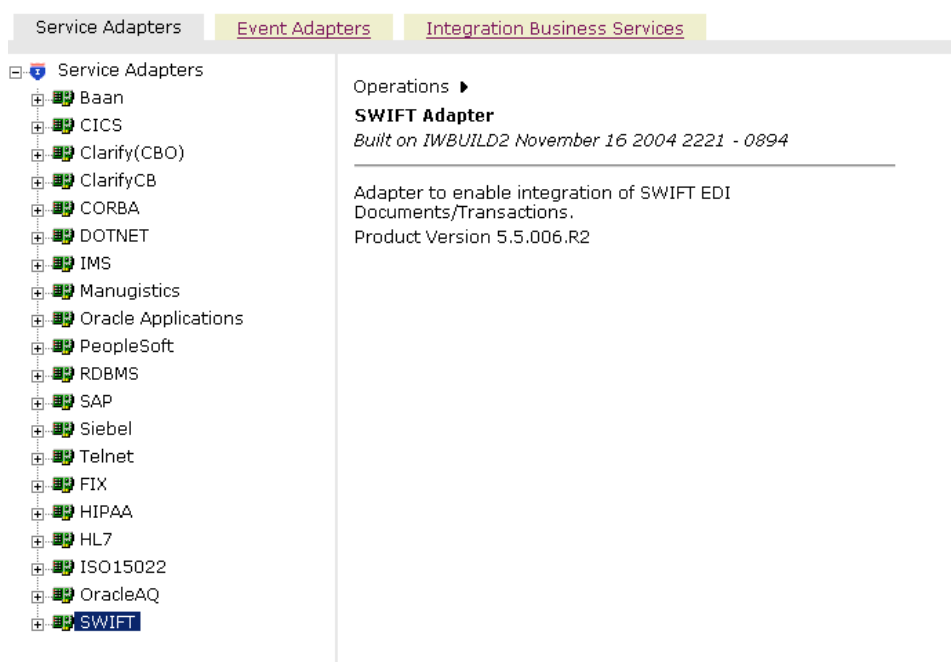 Service Adapters
Event Adapters
Integration Business Services
Service Adapters
Baan
CICS
Clarify(CBO)
ClarifyCB
CORBA
DOTNET
IMS
Manugistics
Oracle Applications
PeopleSoft
RDBMS
SAP
Siebel
Telnet
FIX
HIPAA
HL7
ISO15022
OracleAQ
SWIFT
Operations
SWIFT Adapter
Built on IWBUILD2 November 16 2004 2221 - 0894
Adapter to enable integration of SWIFT EDI
Documents/Transactions.
Product Version 5.5.006.R2